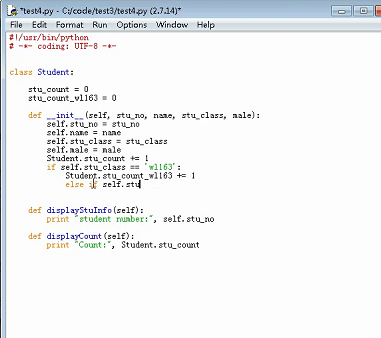 *test4.py - C:/code/test3/test4.py (2.7.14)*
File Edit Format Run Options Window Help
#!/usr/bin/python
# -*- coding: UTF-8 -*-
class Student:
stu_count = 0
stu_count_wl163 = 0
def __init__(self, stu_no, name, stu_class, male):
self.stu_no = stu_no
self.name = name
self.stu_class = stu_class
self.male = male
Student.stu_count += 1
if self.stu_class == 'wl163':
Student.stu_count_wl163 += 1
else if self.stu
def displayStuInfo(self):
print "student number:", self.stu_no
def displayCount(self):
print "Count:", Student.stu_count